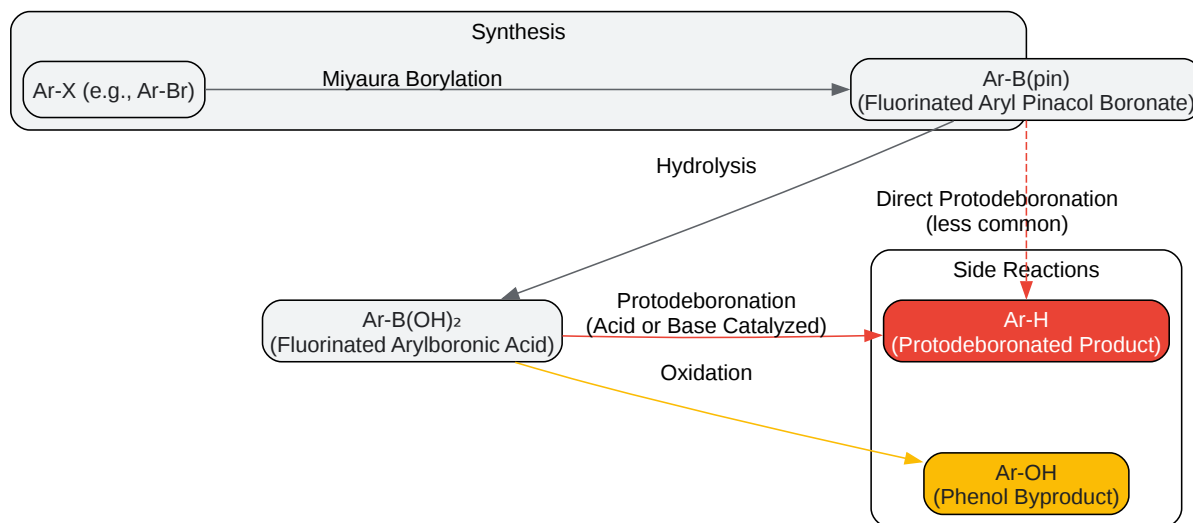 Synthesis
Ar-X (e.g., Ar-Br)
Miyaura Borylation
Ar-B(pin)
(Fluorinated Aryl Pinacol Boronate)
Hydrolysis
Direct Protodeboronation
(less common)
Side Reactions
Ar-B(OH)₂
(Fluorinated Arylboronic Acid)
Protodeboronation
(Acid or Base Catalyzed)
Ar-H
(Protodeboronated Product)
Oxidation
Ar-OH
(Phenol Byproduct)